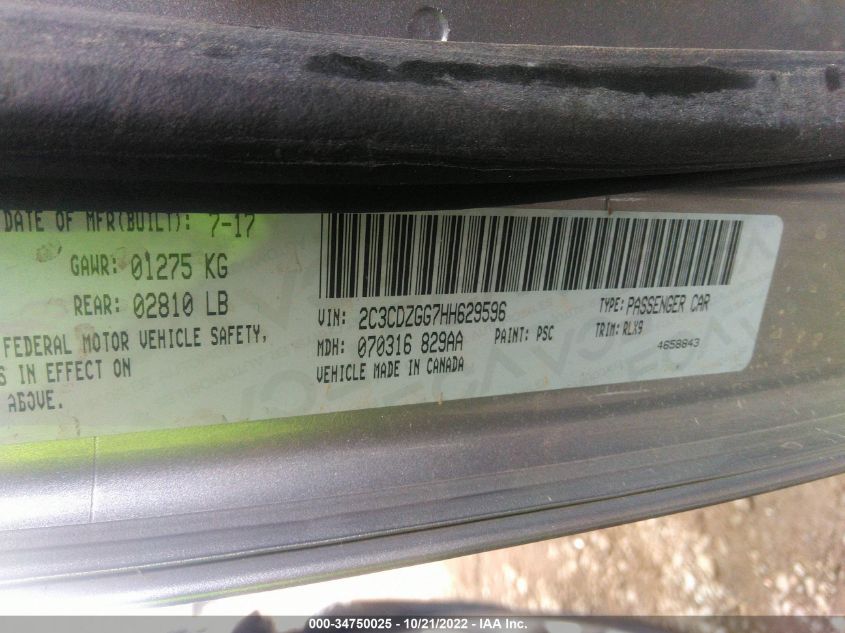 DATE OF MFR(BUILT): 7-17
GAWR: 01275 KG
REAR: 02810 LB
FEDERAL MOTOR VEHICLE SAFETY,
S IN EFFECT ON
ABOVE.
VIN: 2C3CDZGG7HH629596
TYPE: PASSENGER CAR
MDH: 070316 829AA
PAINT: PSC
TRIM: RLX9
VEHICLE MADE IN CANADA
4658843
000-34750025 - 10/21/2022 - IAA Inc.